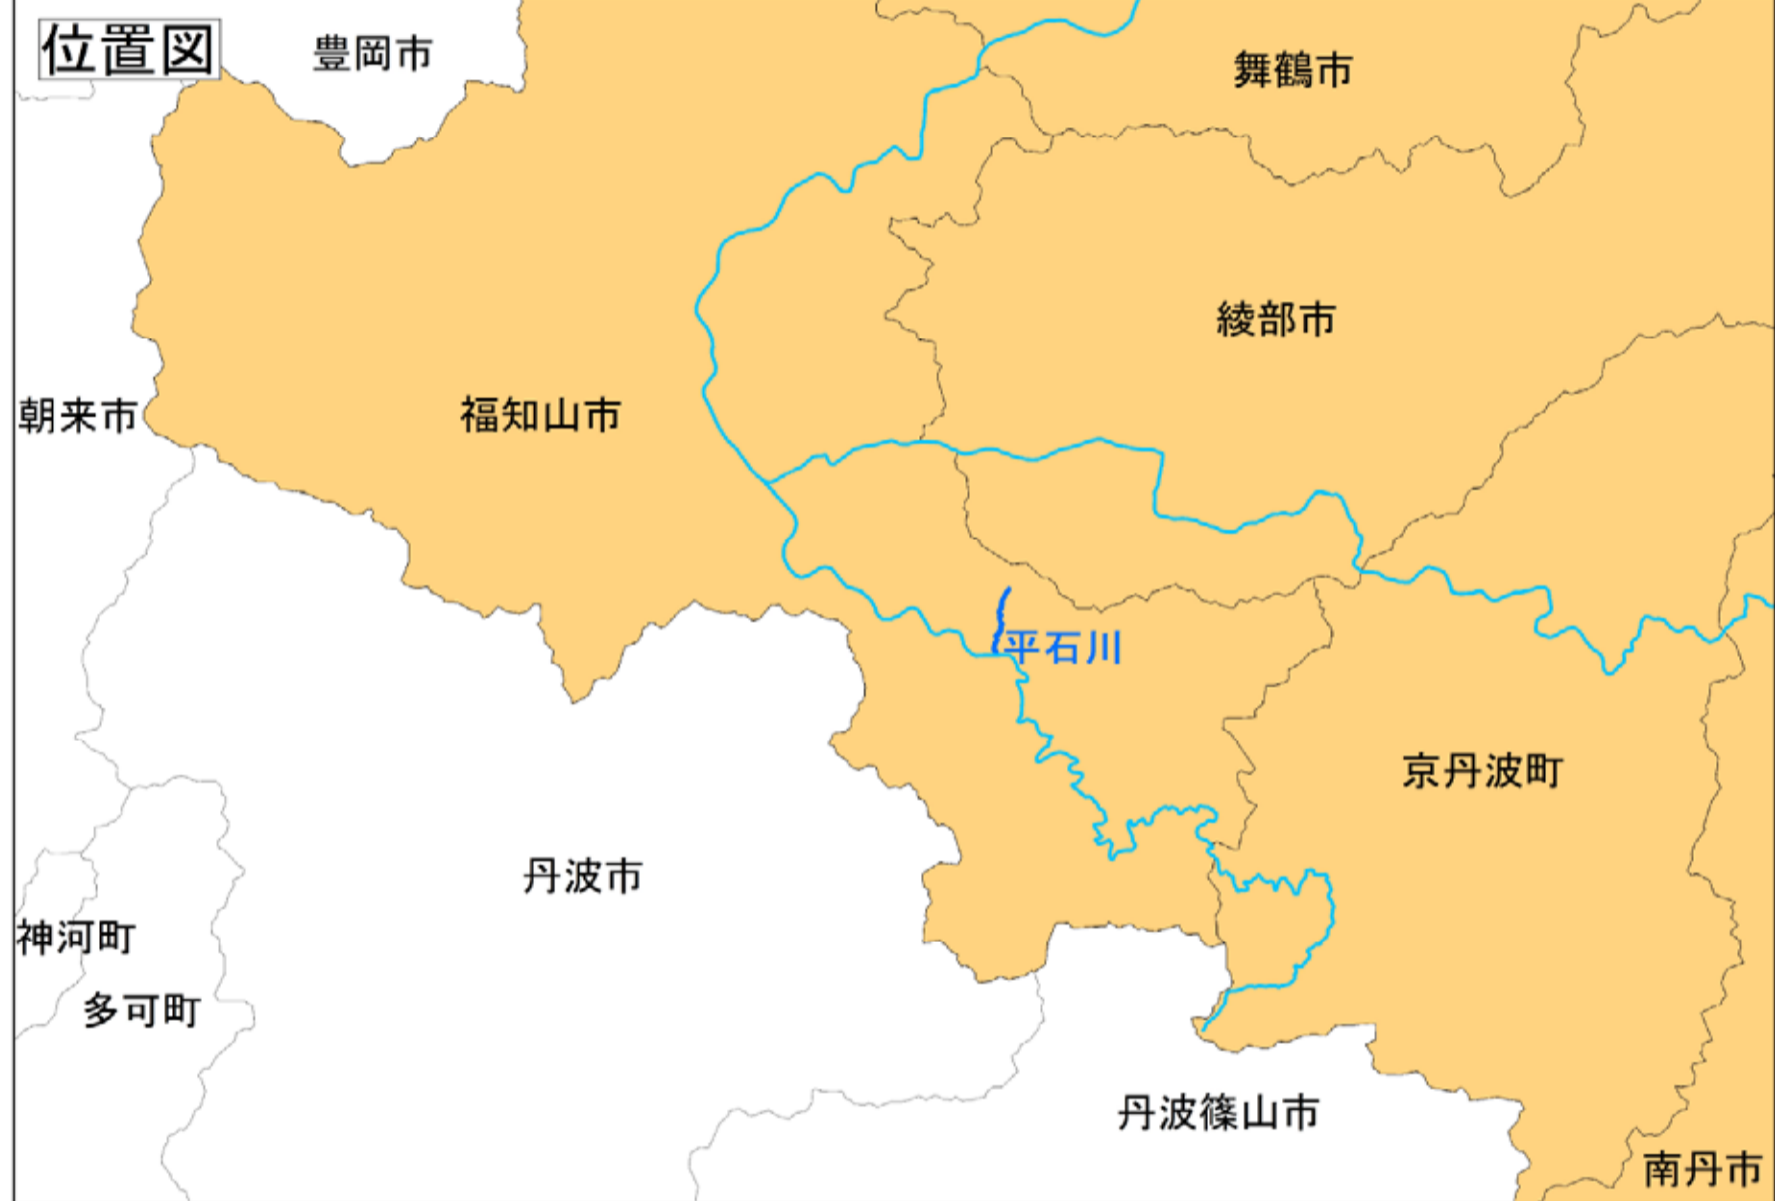 位置図
豊岡市
舞鶴市
綾部市
朝来市
福知山市
平石川
京丹波町
丹波市
神河町
多可町
丹波篠山市
南丹市